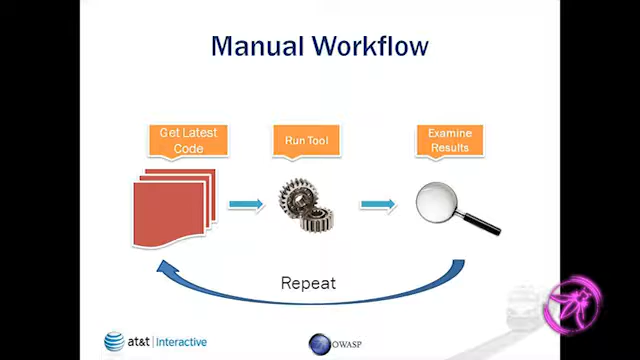 Manual Workflow
Get Latest
Code
Run Tool
Examine
Results
Repeat
at&t Interactive
OWASP